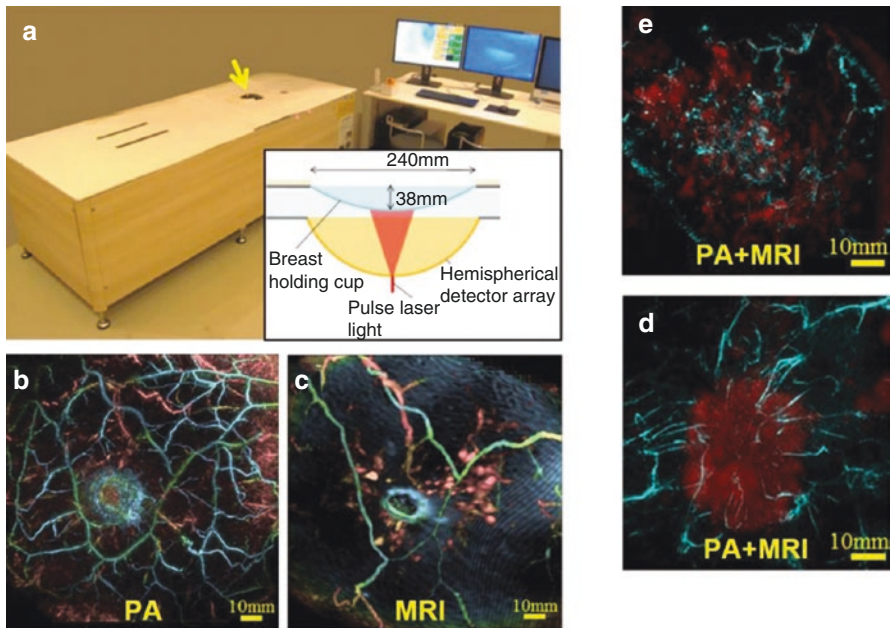 a
240mm
38mm
Breast
holding cup
Hemispherical
detector array
Pulse laser
light
b
PA
10mm
c
MRI
10mm
e
PA+MRI
10mm
d
PA+MRI
10mm